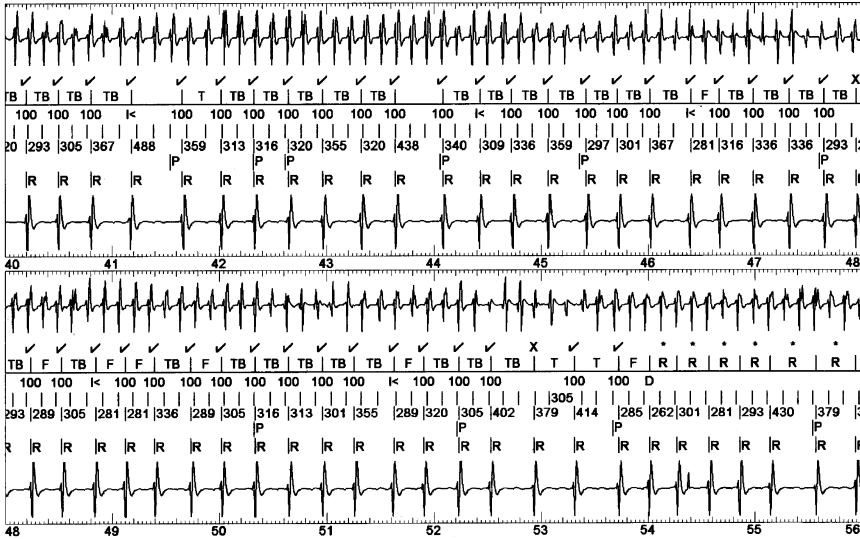 X
TB TB TB TB T TB TB TB TB TB TB TB TB TB TB TB TB F TB TB TB TB
100 100 100 |< 100 100 100 100 100 100 100 |< 100 100 100 100 100 |< 100 100 100 100
20 293 305 367 488 359 313 316 320 355 320 438 340 309 336 359 297 301 367 281 316 336 336 293
P P P P P P
R R R R R R R R R R R R R R R R R R R R R R R R
40 41 42 43 44 45 46 47 48
X * * * * * *
TB F TB F F TB F TB TB TB TB TB F TB TB TB T T F R R R R R R
100 100 |< 100 100 100 100 100 100 100 100 |< 100 100 100 100 100 100 D
305
293 289 305 281 281 336 289 305 316 313 301 355 289 320 305 402 379 414 285 262 301 281 293 430 379
P P P P
R R R R R R R R R R R R R R R R R R R R R R R R R R
48 49 50 51 52 53 54 55 56